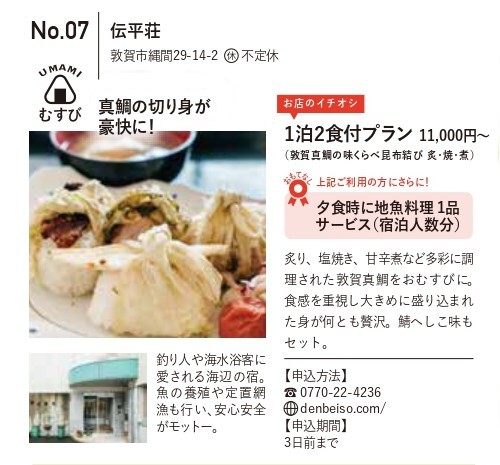 No.07
伝平荘
敦賀市縄間29-14-2 休 不定休
UMAMI
むすび
真鯛の切り身が
豪快に!
お店のイチオシ
1泊2食付プラン 11,000円〜
(敦賀真鯛の味くらべ昆布結び 炙・焼・煮)
おもてなし
上記ご利用の方にさらに!
夕食時に地魚料理1品
サービス(宿泊人数分)
炙り、塩焼き、甘辛煮など多彩に調
理された敦賀真鯛をおむすびに。
食感を重視し大きめに盛り込まれ
た身が何とも贅沢。鯖へしこ味も
セット。
釣り人や海水浴客に
愛される海辺の宿。
魚の養殖や定置網
漁も行い、安心安全
がモットー。
【申込方法】
☎0770-22-4236
denbeiso.com/
【申込期間】
3日前まで